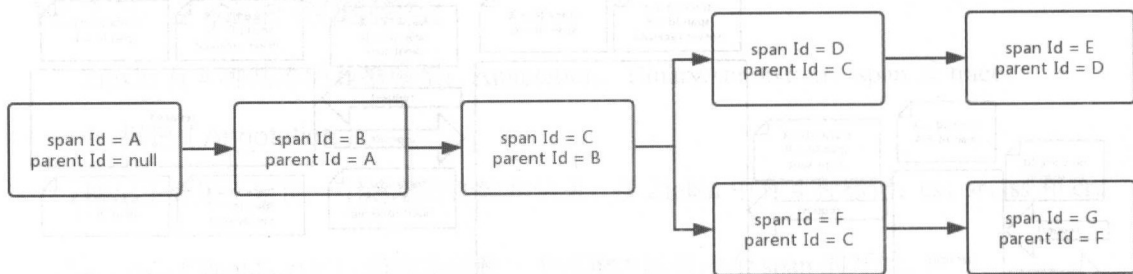 span Id = A
parent Id = null
span Id = B
parent Id = A
span Id = C
parent Id = B
span Id = D
parent Id = C
span Id = E
parent Id = D
span Id = F
parent Id = C
span Id = G
parent Id = F